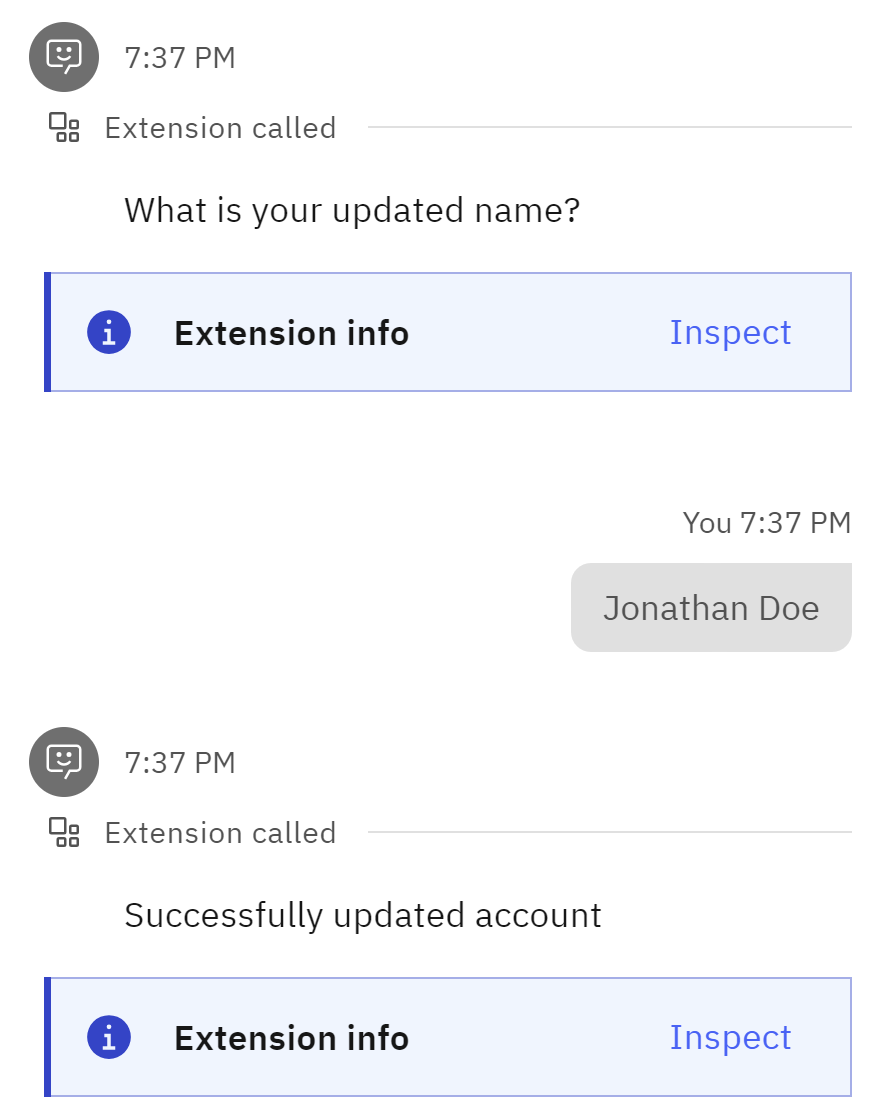 7:37 PM
Extension called
What is your updated name?
Extension info Inspect
You 7:37 PM
Jonathan Doe
7:37 PM
Extension called
Successfully updated account
Extension info Inspect